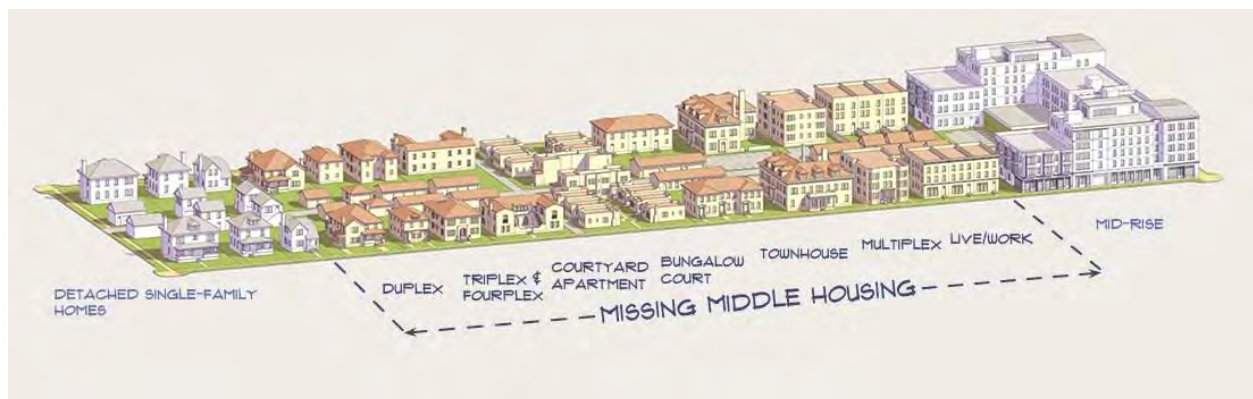 DETACHED SINGLE-FAMILY
HOMES
DUPLEX
TRIPLEX &
FOURPLEX
COURTYARD
APARTMENT
BUNGALOW
COURT
TOWNHOUSE
MULTIPLEX
LIVE/WORK
MISSING MIDDLE HOUSING
MID-RISE